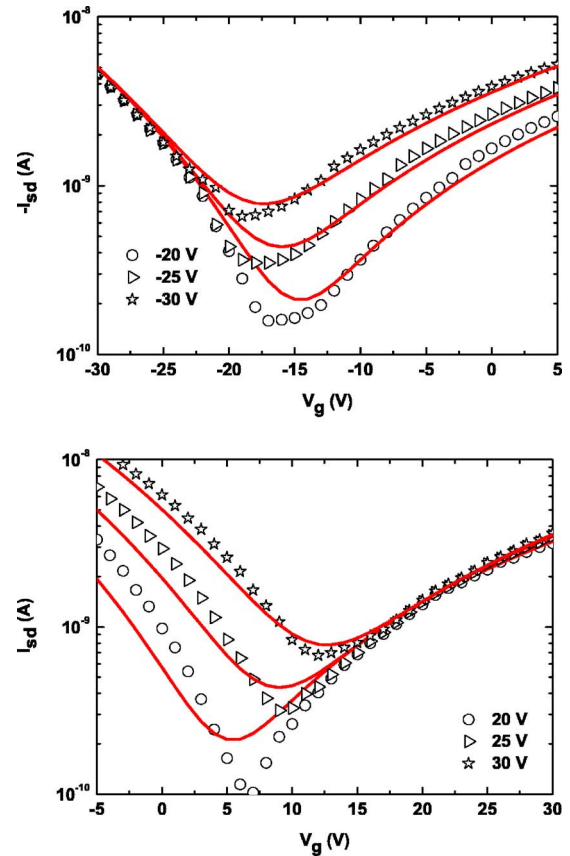 10⁻⁸
-I_sd (A)
10⁻⁹
-20 V
-25 V
-30 V
10⁻¹⁰
-30 -25 -20 -15 -10 -5 0 5
V_g (V)
10⁻⁸
I_sd (A)
10⁻⁹
20 V
25 V
30 V
10⁻¹⁰
-5 0 5 10 15 20 25 30
V_g (V)